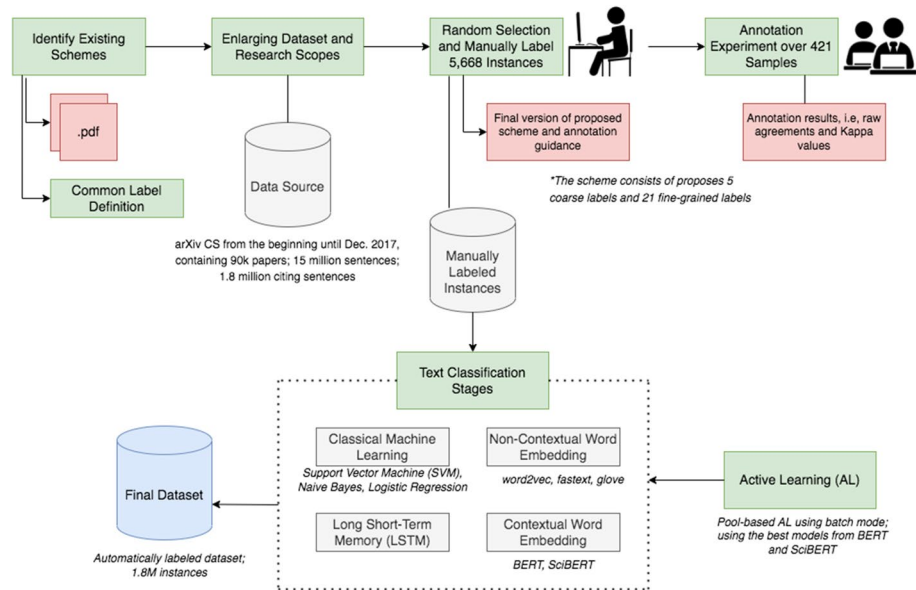 Identify Existing
Schemes
Enlarging Dataset and
Research Scopes
Random Selection
and Manually Label
5,668 Instances
Annotation
Experiment over 421
Samples
.pdf
Common Label
Definition
Data Source
arXiv CS from the beginning until Dec. 2017,
containing 90k papers; 15 million sentences;
1.8 million citing sentences
Final version of proposed
scheme and annotation
guidance
Annotation results, i.e, raw
agreements and Kappa
values
*The scheme consists of proposes 5
coarse labels and 21 fine-grained labels
Manually
Labeled
Instances
Text Classification
Stages
Classical Machine
Learning
Support Vector Machine (SVM),
Naive Bayes, Logistic Regression
Non-Contextual Word
Embedding
word2vec, fastext, glove
Long Short-Term
Memory (LSTM)
Contextual Word
Embedding
BERT, SciBERT
Active Learning (AL)
Pool-based AL using batch mode;
using the best models from BERT
and SciBERT
Final Dataset
Automatically labeled dataset;
1.8M instances